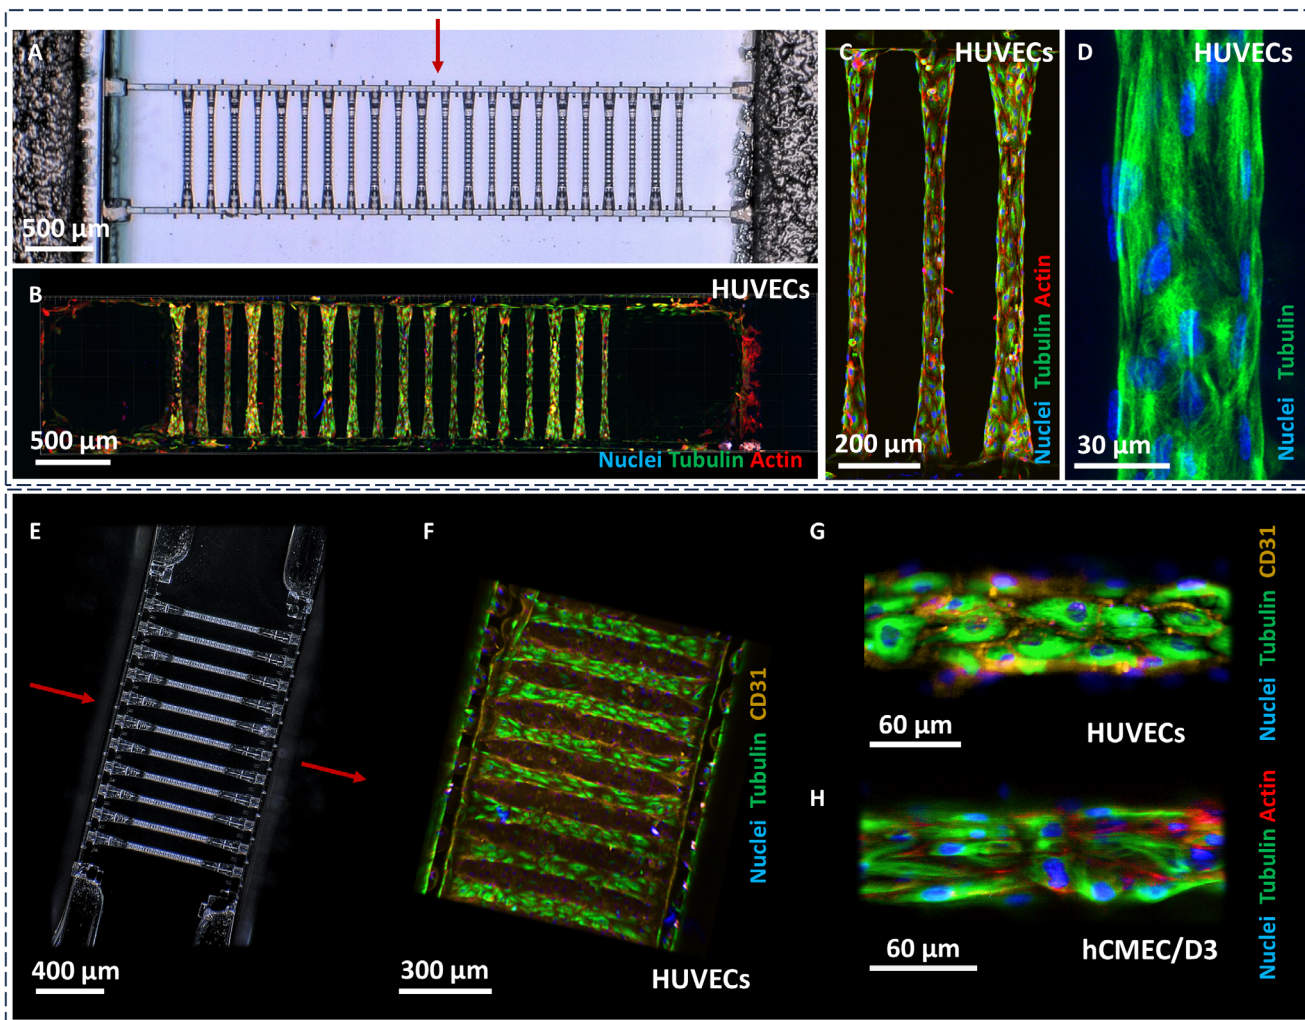 A
500 µm
B
HUVECs
500 µm
Nuclei Tubulin Actin
C
HUVECs
200 µm
Nuclei Tubulin Actin
D
HUVECs
30 µm
Nuclei Tubulin
E
400 µm
F
300 µm
HUVECs
Nuclei Tubulin CD31
G
60 µm
HUVECs
Nuclei Tubulin CD31
H
60 µm
hCMEC/D3
Nuclei Tubulin Actin